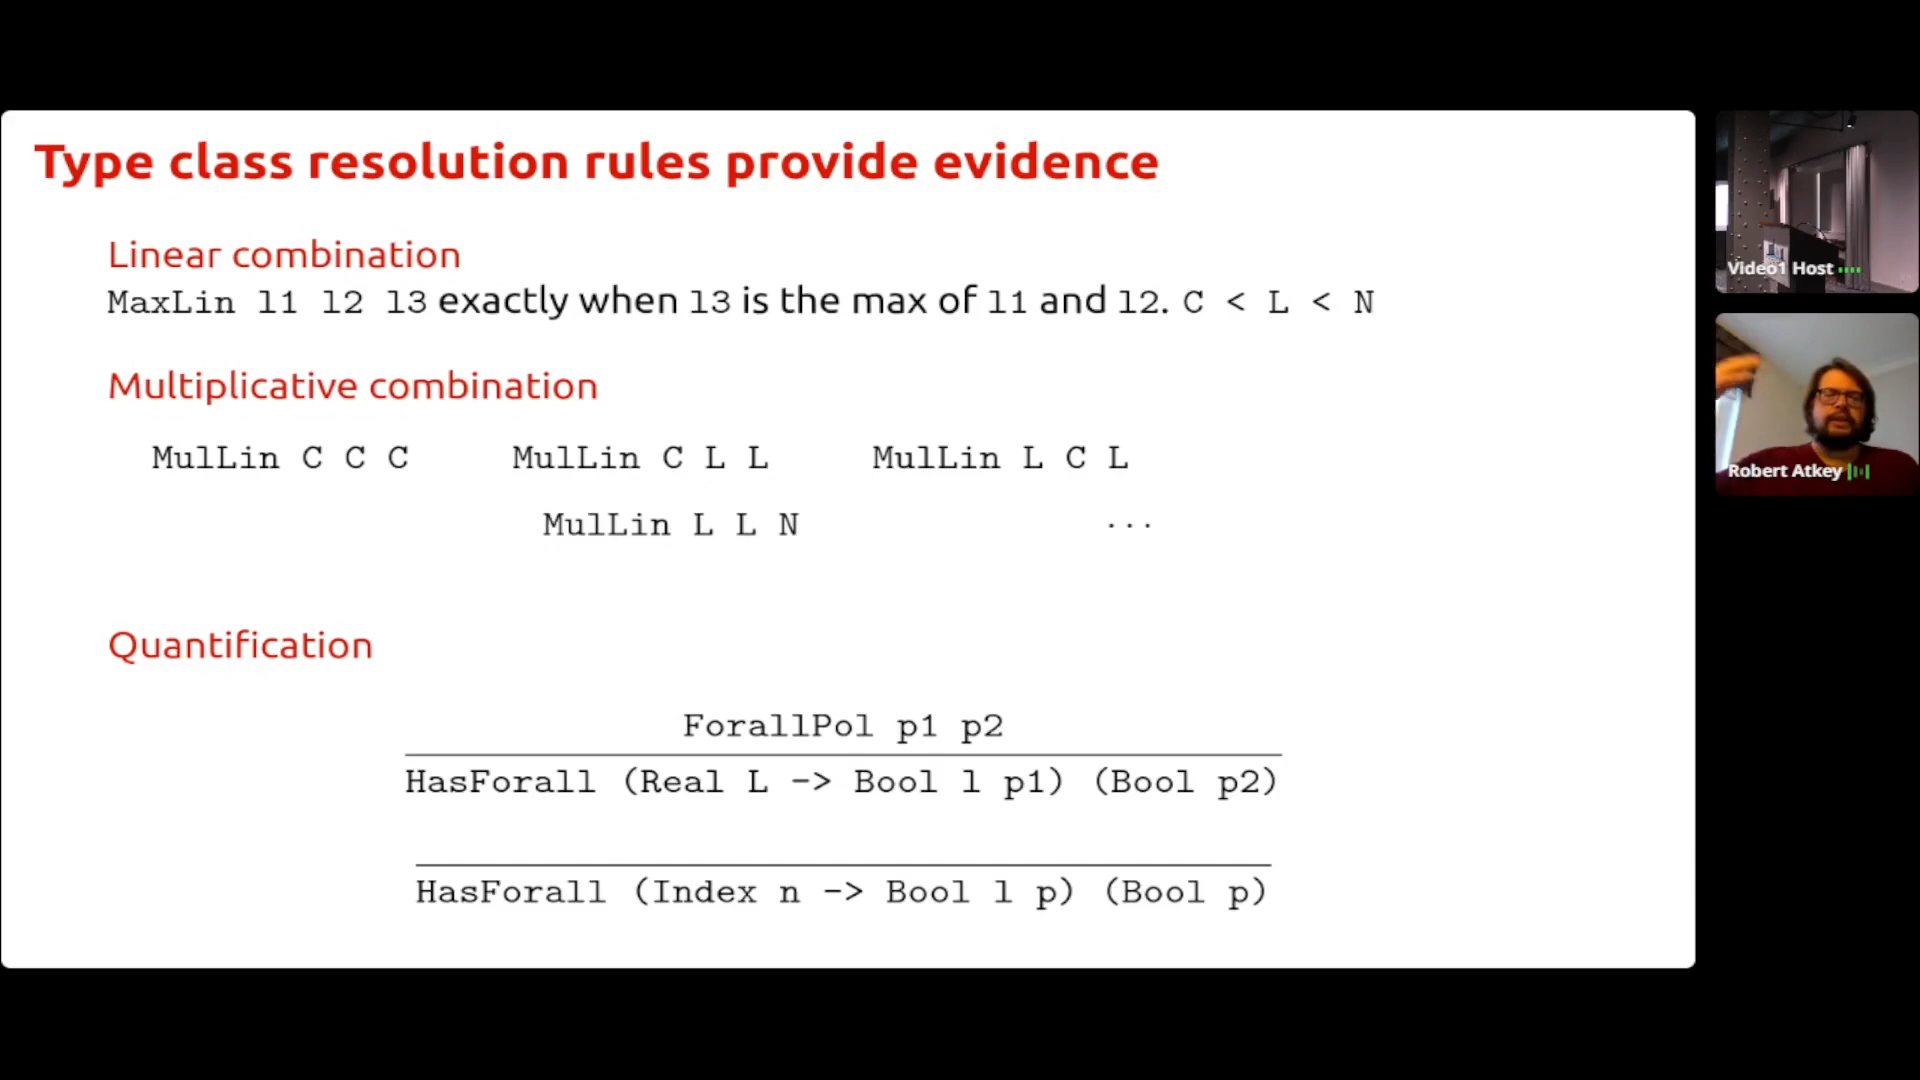 Type class resolution rules provide evidence
Linear combination
MaxLin l1 l2 l3 exactly when l3 is the max of l1 and l2. C < L < N
Multiplicative combination
MulLin C C C MulLin C L L MulLin L C L
MulLin L L N ...
Quantification
ForallPol p1 p2
HasForall (Real L -> Bool l p1) (Bool p2)
HasForall (Index n -> Bool l p) (Bool p)
Video1 Host
Robert Atkey